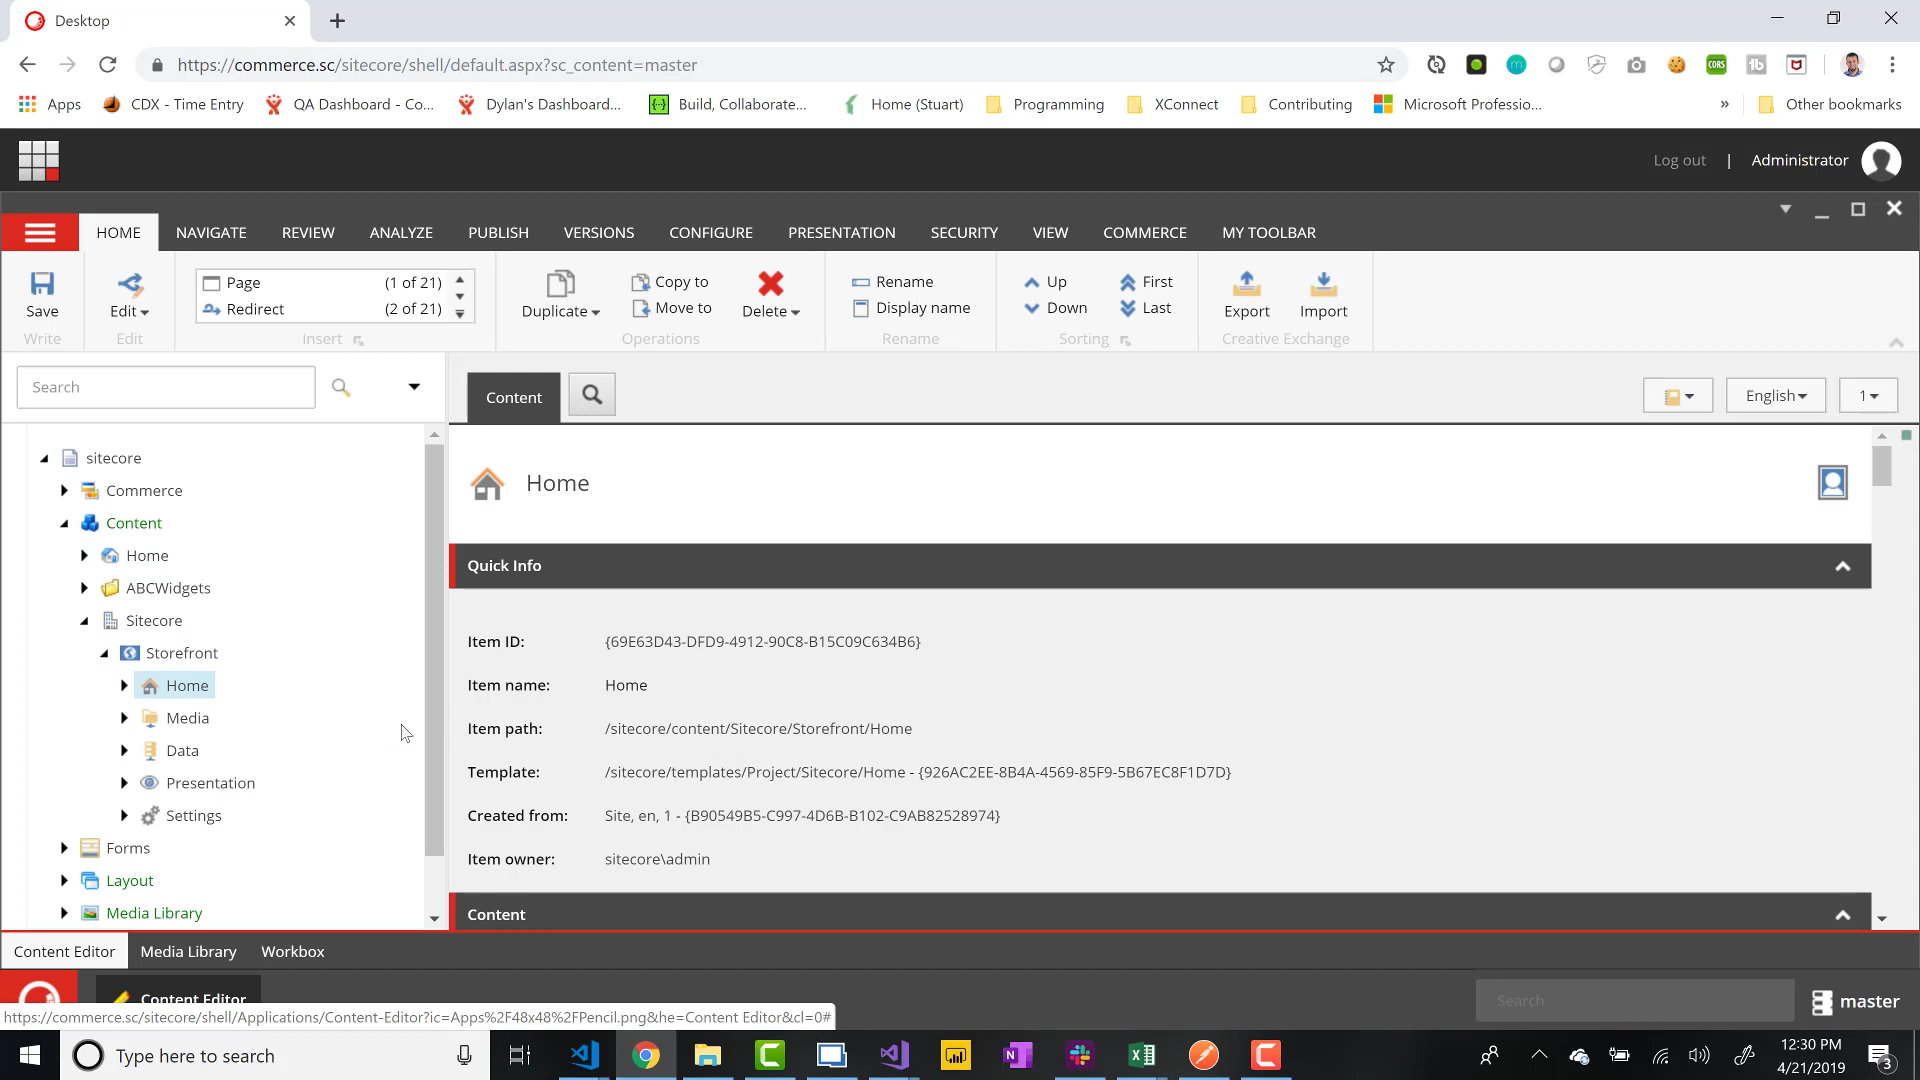 Desktop
https://commerce.sc/sitecore/shell/default.aspx?sc_content=master
CORS
Apps
CDX - Time Entry
QA Dashboard - Co...
Dylan's Dashboard...
Build, Collaborate...
Home (Stuart)
Programming
XConnect
Contributing
Microsoft Professio...
»
Other bookmarks
Log out | Administrator
HOME
NAVIGATE
REVIEW
ANALYZE
PUBLISH
VERSIONS
CONFIGURE
PRESENTATION
SECURITY
VIEW
COMMERCE
MY TOOLBAR
Save
Write
Edit
Edit
Page (1 of 21)
Redirect (2 of 21)
Insert
Duplicate
Copy to
Move to
Delete
Operations
Rename
Display name
Rename
Up
Down
First
Last
Sorting
Export
Import
Creative Exchange
Search
Content
English
1
sitecore
Commerce
Content
Home
ABCWidgets
Sitecore
Storefront
Home
Media
Data
Presentation
Settings
Forms
Layout
Media Library
Home
Quick Info
Item ID: {69E63D43-DFD9-4912-90C8-B15C09C634B6}
Item name: Home
Item path: /sitecore/content/Sitecore/Storefront/Home
Template: /sitecore/templates/Project/Sitecore/Home - {926AC2EE-8B4A-4569-85F9-5B67EC8F1D7D}
Created from: Site, en, 1 - {B90549B5-C997-4D6B-B102-C9AB82528974}
Item owner: sitecore\admin
Content
Content Editor
Media Library
Workbox
Content Editor
Search
master
https://commerce.sc/sitecore/shell/Applications/Content-Editor?ic=Apps%2F48x48%2FPencil.png&he=Content Editor&cl=0#
Type here to search
12:30 PM
4/21/2019
3